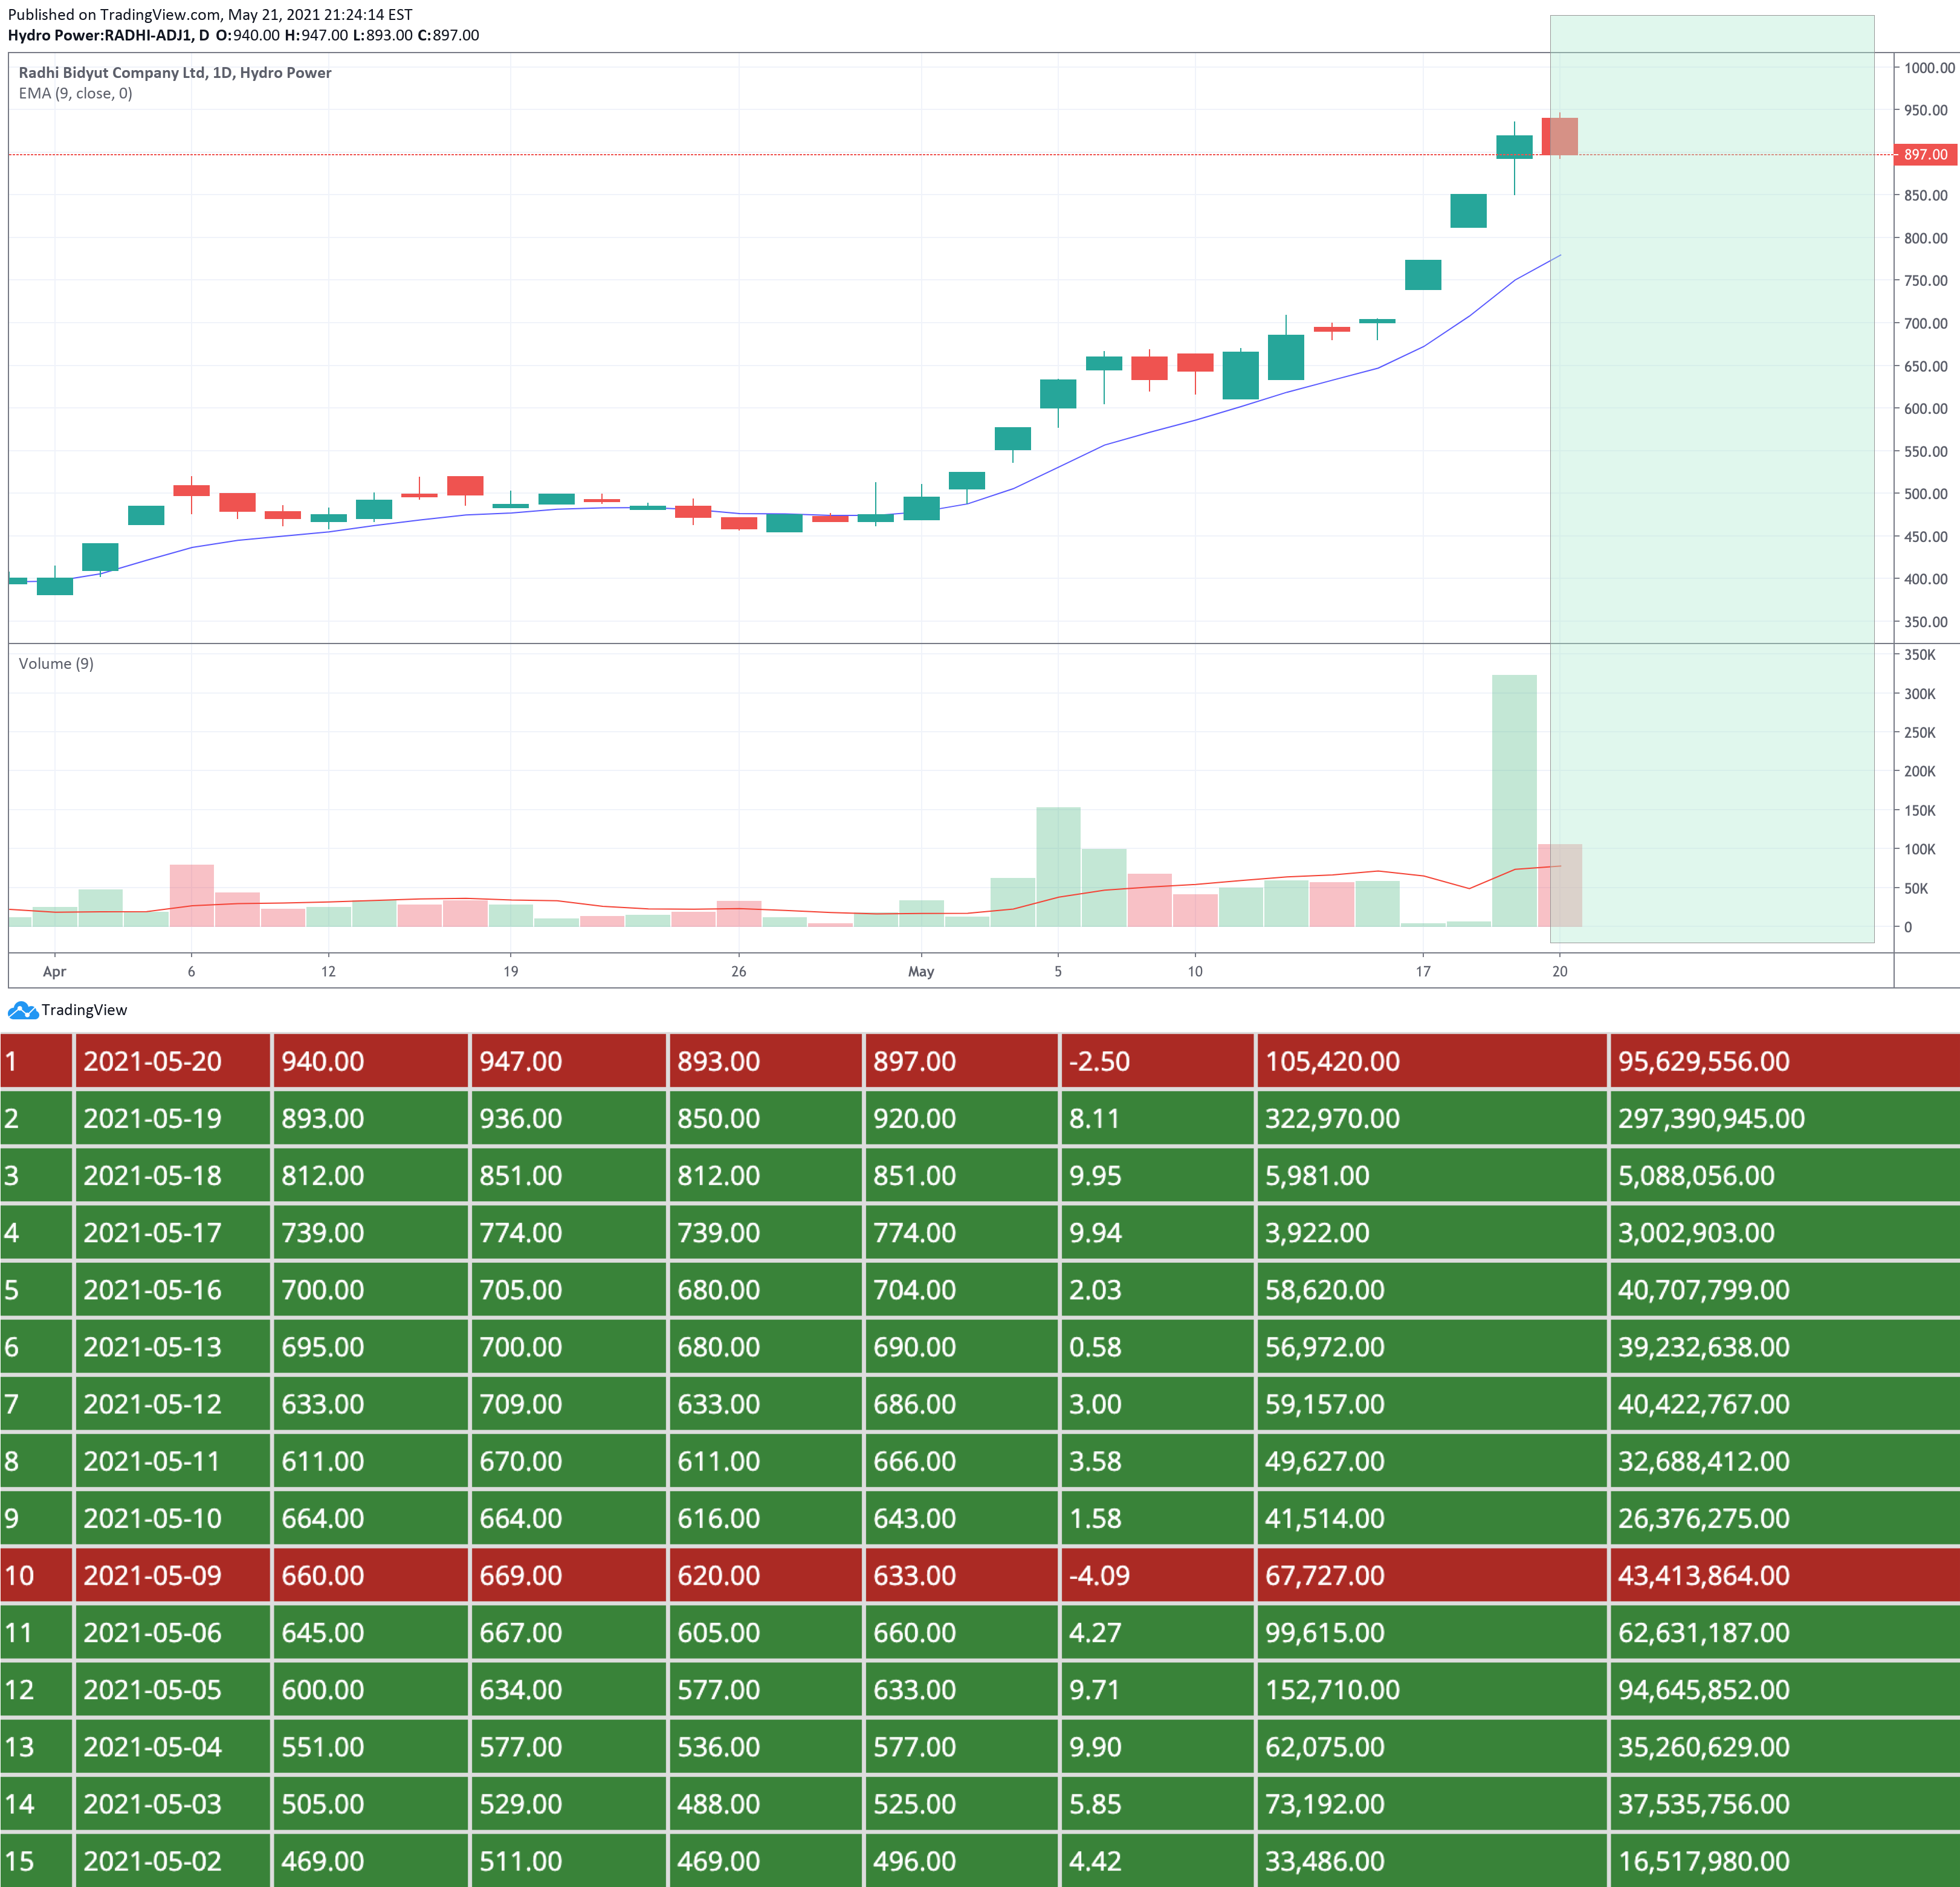 Published on TradingView.com, May 21, 2021 21:24:14 EST
Hydro Power:RADHI-ADJ1, D O:940.00 H:947.00 L:893.00 C:897.00
Radhi Bidyut Company Ltd, 1D, Hydro Power
EMA (9, close, 0)
1000.00
950.00
897.00
850.00
800.00
750.00
700.00
650.00
600.00
550.00
500.00
450.00
400.00
350.00
Volume (9)
350K
300K
250K
200K
150K
100K
50K
0
Apr 6 12 19 26 May 5 10 17 20
TradingView
1 2021-05-20 940.00 947.00 893.00 897.00 -2.50 105,420.00 95,629,556.00
2 2021-05-19 893.00 936.00 850.00 920.00 8.11 322,970.00 297,390,945.00
3 2021-05-18 812.00 851.00 812.00 851.00 9.95 5,981.00 5,088,056.00
4 2021-05-17 739.00 774.00 739.00 774.00 9.94 3,922.00 3,002,903.00
5 2021-05-16 700.00 705.00 680.00 704.00 2.03 58,620.00 40,707,799.00
6 2021-05-13 695.00 700.00 680.00 690.00 0.58 56,972.00 39,232,638.00
7 2021-05-12 633.00 709.00 633.00 686.00 3.00 59,157.00 40,422,767.00
8 2021-05-11 611.00 670.00 611.00 666.00 3.58 49,627.00 32,688,412.00
9 2021-05-10 664.00 664.00 616.00 643.00 1.58 41,514.00 26,376,275.00
10 2021-05-09 660.00 669.00 620.00 633.00 -4.09 67,727.00 43,413,864.00
11 2021-05-06 645.00 667.00 605.00 660.00 4.27 99,615.00 62,631,187.00
12 2021-05-05 600.00 634.00 577.00 633.00 9.71 152,710.00 94,645,852.00
13 2021-05-04 551.00 577.00 536.00 577.00 9.90 62,075.00 35,260,629.00
14 2021-05-03 505.00 529.00 488.00 525.00 5.85 73,192.00 37,535,756.00
15 2021-05-02 469.00 511.00 469.00 496.00 4.42 33,486.00 16,517,980.00